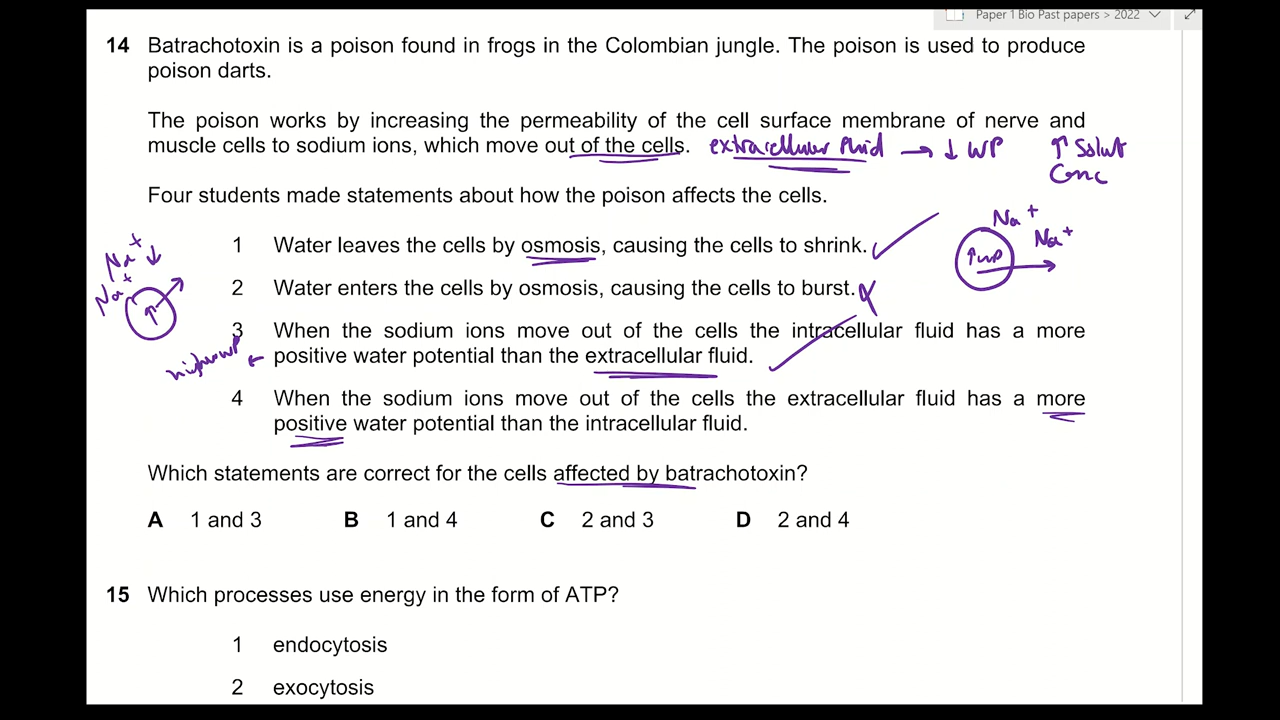 Paper 1 Bio Past papers > 2022
14 Batrachotoxin is a poison found in frogs in the Colombian jungle. The poison is used to produce
poison darts.
The poison works by increasing the permeability of the cell surface membrane of nerve and
muscle cells to sodium ions, which move out of the cells. extracellular fluid → ↓ WP ↑ Solut
Conc
Four students made statements about how the poison affects the cells.
Na+
Na+
Na+ ↓
Na+
↑ WP
↑
1 Water leaves the cells by osmosis, causing the cells to shrink.
2 Water enters the cells by osmosis, causing the cells to burst.
3 When the sodium ions move out of the cells the intracellular fluid has a more
higher WP ← positive water potential than the extracellular fluid.
4 When the sodium ions move out of the cells the extracellular fluid has a more
positive water potential than the intracellular fluid.
Which statements are correct for the cells affected by batrachotoxin?
A 1 and 3 B 1 and 4 C 2 and 3 D 2 and 4
15 Which processes use energy in the form of ATP?
1 endocytosis
2 exocytosis